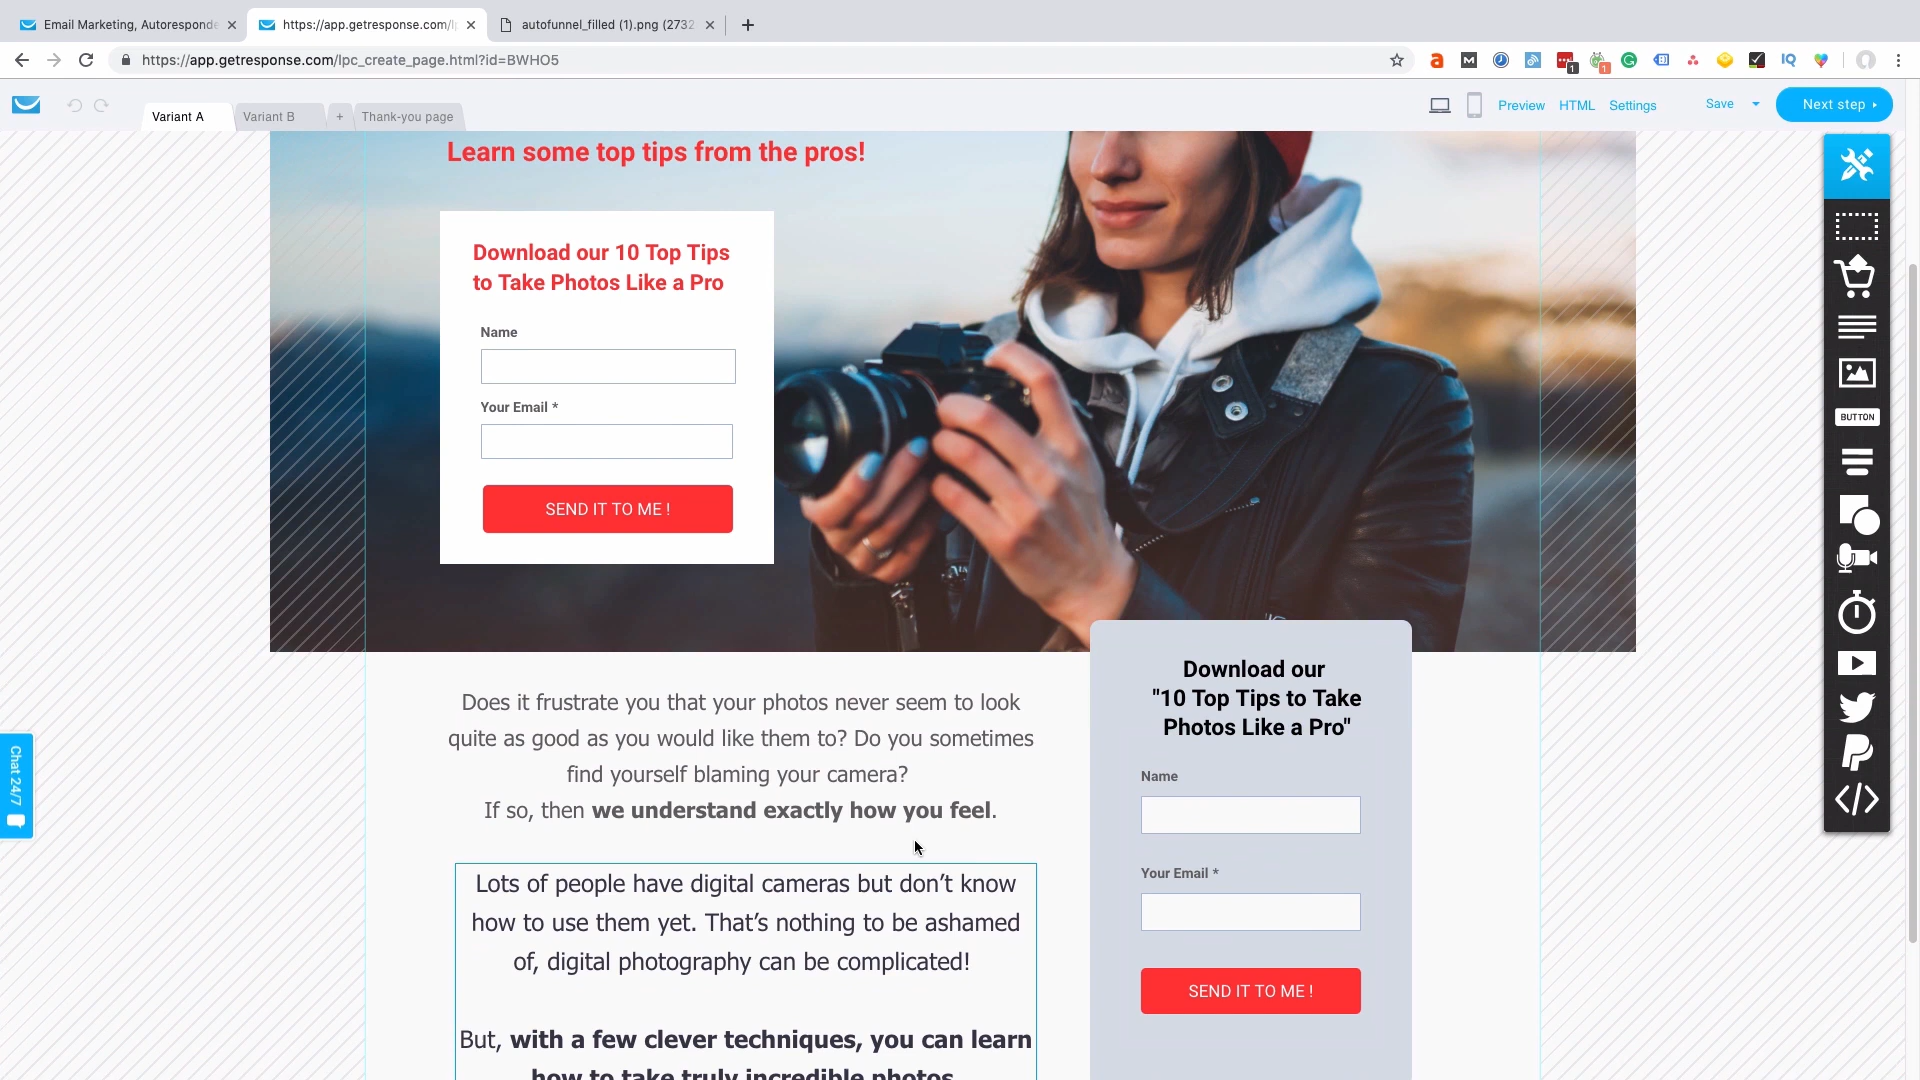 Email Marketing, Autoresponde
https://app.getresponse.com/l
autofunnel_filled (1).png (2732
https://app.getresponse.com/lpc_create_page.html?id=BWHO5
Variant A
Variant B
+
Thank-you page
Preview
HTML
Settings
Save
Next step
Learn some top tips from the pros!
Download our 10 Top Tips
to Take Photos Like a Pro
Name
Your Email *
SEND IT TO ME !
BUTTON
Does it frustrate you that your photos never seem to look
quite as good as you would like them to? Do you sometimes
find yourself blaming your camera?
If so, then we understand exactly how you feel.
Lots of people have digital cameras but don’t know
how to use them yet. That’s nothing to be ashamed
of, digital photography can be complicated!
But, with a few clever techniques, you can learn
how to take truly incredible photos
Download our
"10 Top Tips to Take
Photos Like a Pro"
Name
Your Email *
SEND IT TO ME !
Chat 24/7